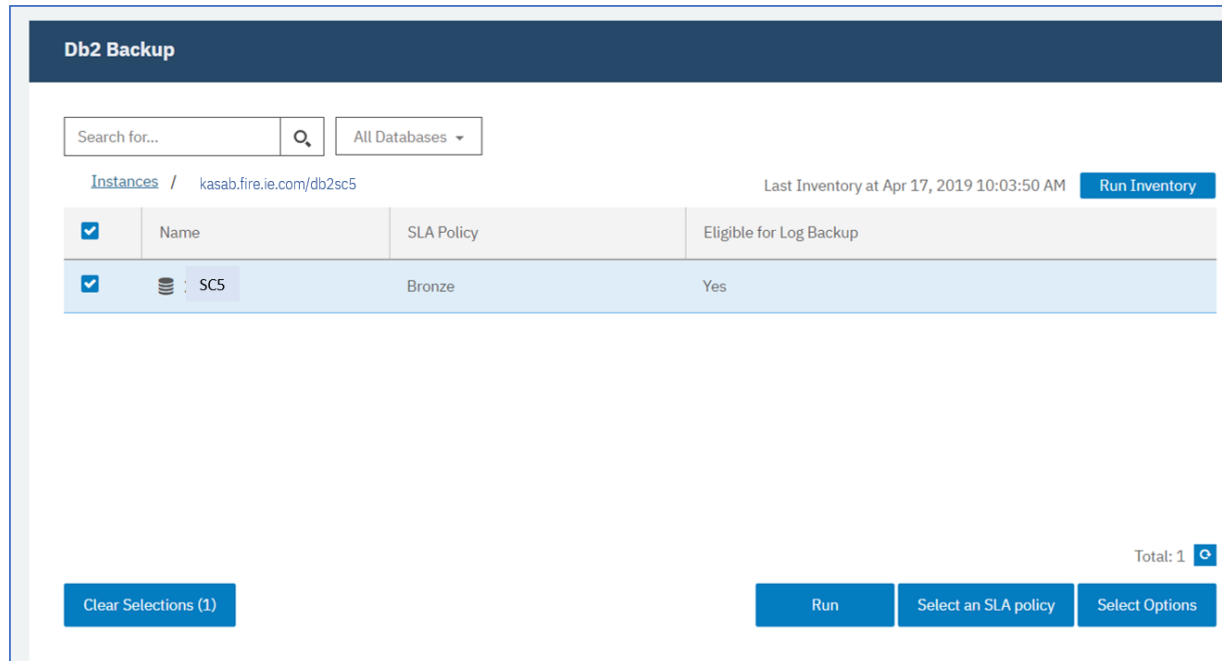 Db2 Backup
Search for... All Databases
Instances / kasab.fire.ie.com/db2sc5 Last Inventory at Apr 17, 2019 10:03:50 AM Run Inventory
Name SLA Policy Eligible for Log Backup
SC5 Bronze Yes
Total: 1
Clear Selections (1) Run Select an SLA policy Select Options